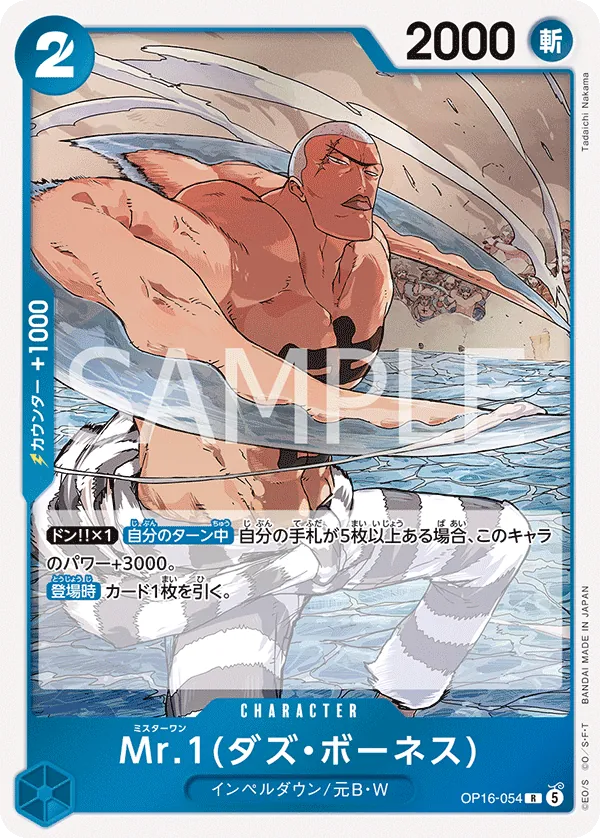 2
2000
斬
Tadaichi Nakama
カウンター +1000
SAMPLE
ドン!!×1 自分のターン中 自分の手札が5枚以上ある場合、このキャラ
のパワー+3000。
登場時 カード1枚を引く。
CHARACTER
ミスターワン
Mr.1(ダズ・ボーネス)
インペルダウン/元B・W
OP16-054 R 5
©E.O/S ©O/S・F・T BANDAI MADE IN JAPAN